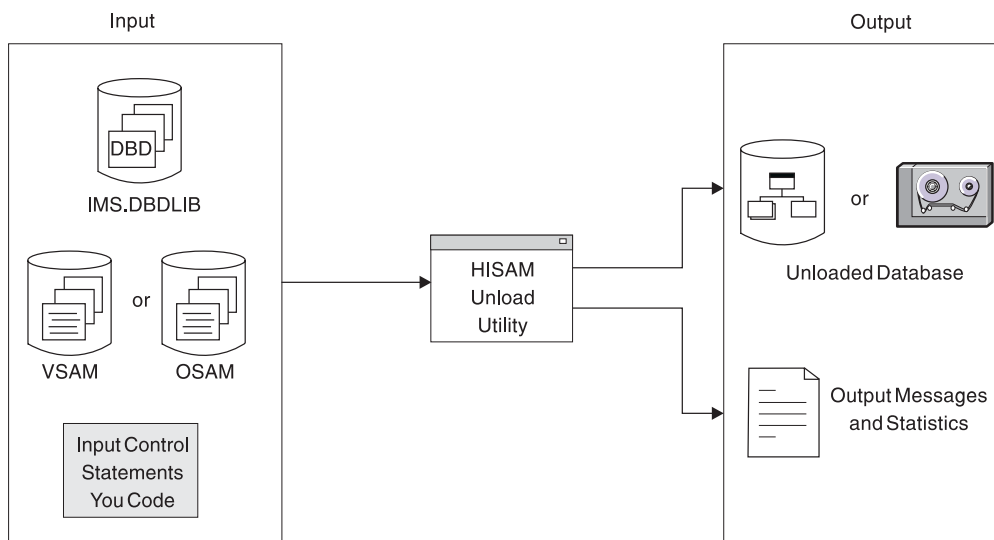 Input
Output
DBD
IMS.DBDLIB
or
VSAM
OSAM
Input Control
Statements
You Code
HISAM
Unload
Utility
or
Unloaded Database
Output Messages
and Statistics